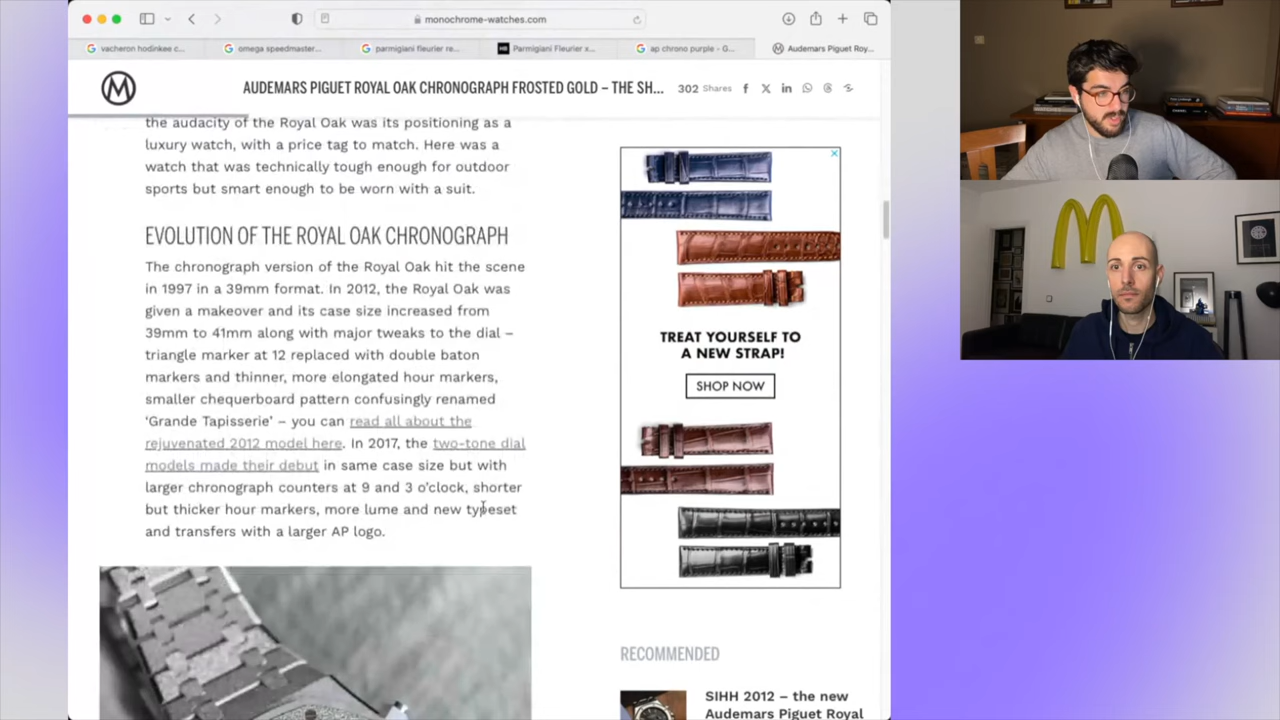 monochrome-watches.com
vacheron hodinkee c...
omega speedmaster...
parmigiani fleurier re...
Parmigiani Fleurier x...
ap chrono purple - G...
Audemars Piguet Roy...
M
AUDEMARS PIGUET ROYAL OAK CHRONOGRAPH FROSTED GOLD – THE SH...
302 Shares
the audacity of the Royal Oak was its positioning as a
luxury watch, with a price tag to match. Here was a
watch that was technically tough enough for outdoor
sports but smart enough to be worn with a suit.
EVOLUTION OF THE ROYAL OAK CHRONOGRAPH
The chronograph version of the Royal Oak hit the scene
in 1997 in a 39mm format. In 2012, the Royal Oak was
given a makeover and its case size increased from
39mm to 41mm along with major tweaks to the dial –
triangle marker at 12 replaced with double baton
markers and thinner, more elongated hour markers,
smaller chequerboard pattern confusingly renamed
‘Grande Tapisserie’ – you can read all about the
rejuvenated 2012 model here. In 2017, the two-tone dial
models made their debut in same case size but with
larger chronograph counters at 9 and 3 o’clock, shorter
but thicker hour markers, more lume and new typeset
and transfers with a larger AP logo.
TREAT YOURSELF TO
A NEW STRAP!
SHOP NOW
RECOMMENDED
SIHH 2012 – the new
Audemars Piguet Royal